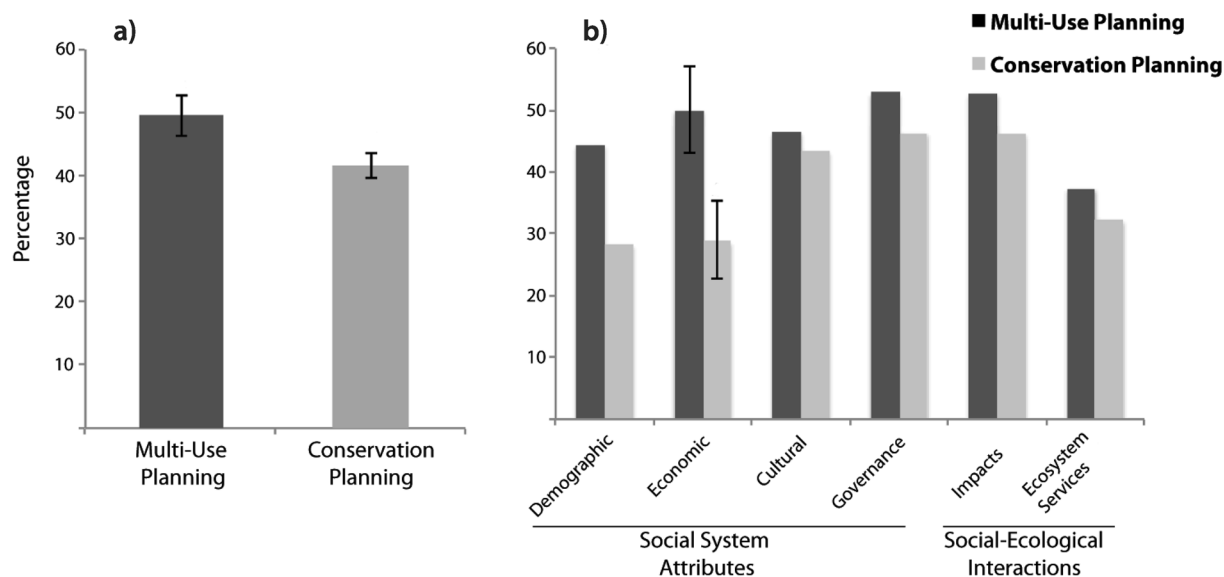 a)
60
50
40
30
20
10
Percentage
Multi-Use
Planning
Conservation
Planning
b)
Multi-Use Planning
Conservation Planning
60
50
40
30
20
10
Demographic
Economic
Cultural
Governance
Impacts
Ecosystem
Services
Social System
Attributes
Social-Ecological
Interactions